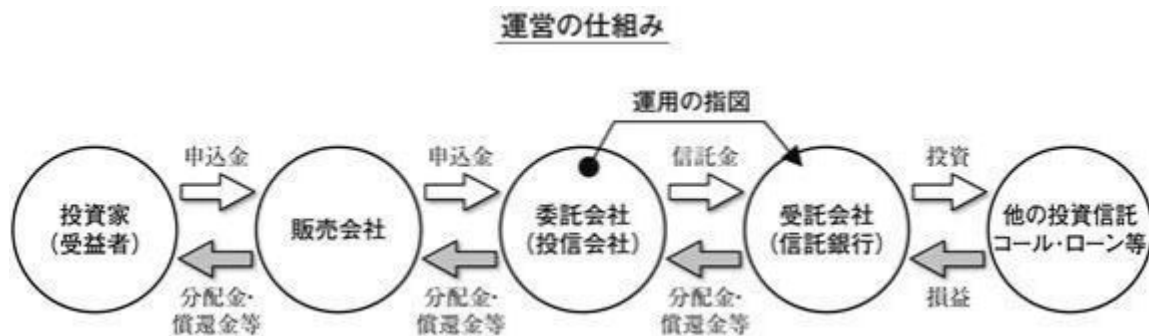 運営の仕組み
運用の指図
申込金
申込金
信託金
投資
投資家
(受益者)
販売会社
委託会社
(投信会社)
受託会社
(信託銀行)
他の投資信託
コール・ローン等
分配金・
償還金等
分配金・
償還金等
分配金・
償還金等
損益